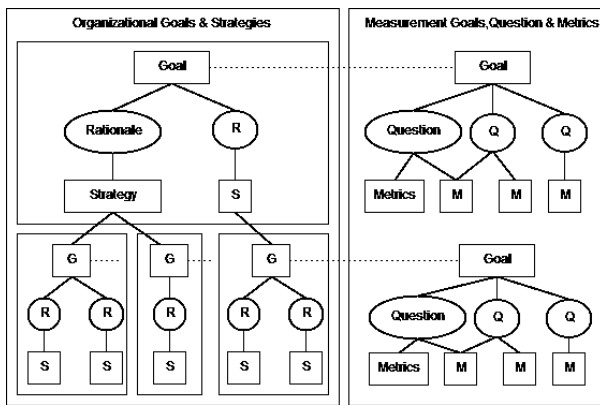 Organizational Goals & Strategies
Measurement Goals,Question & Metrics
Goal
Goal
Rationale
R
Question
Q
Q
Strategy
S
Metrics
M
M
M
G
G
G
Goal
R
R
R
R
R
Question
Q
Q
S
S
S
S
S
Metrics
M
M
M